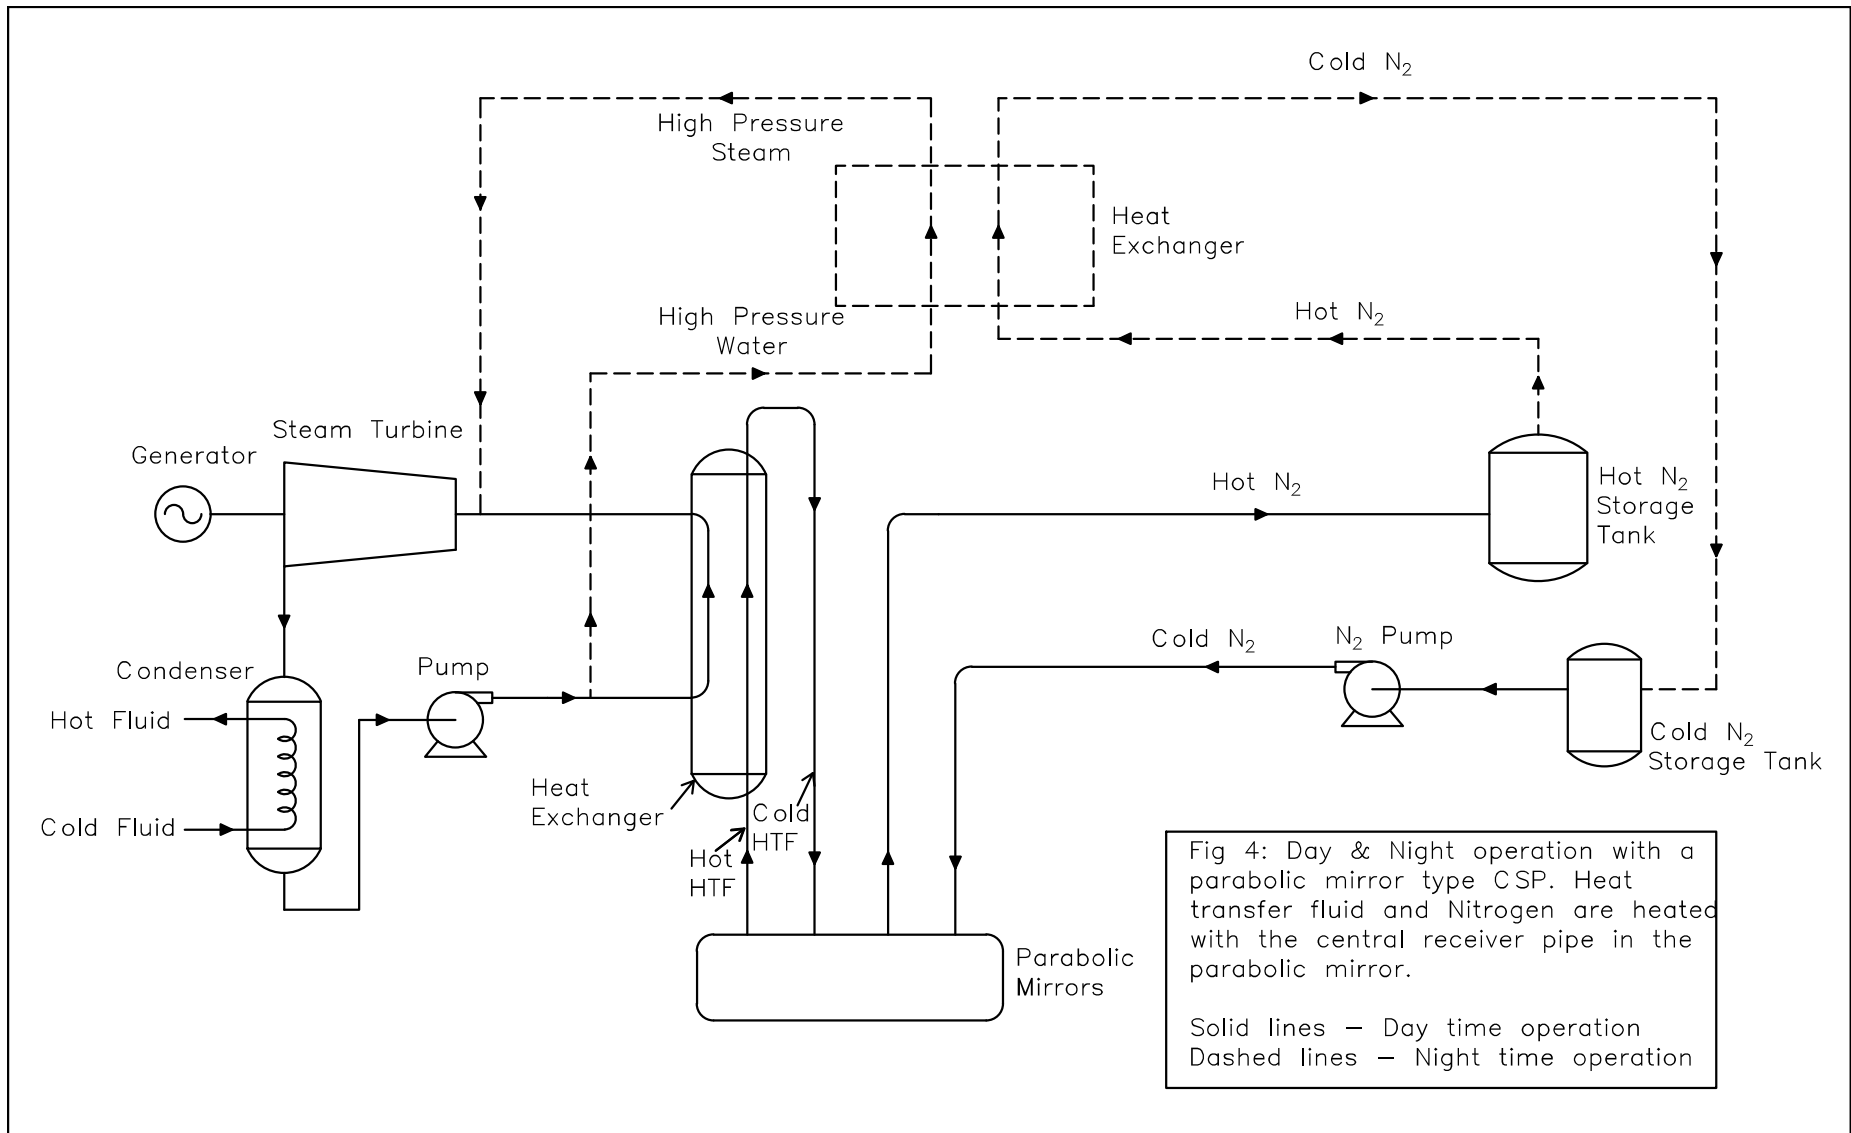 Cold N₂
High Pressure
Steam
Heat
Exchanger
High Pressure
Water
Hot N₂
Steam Turbine
Generator
Hot N₂
Hot N₂
Storage
Tank
Cold N₂
N₂ Pump
Condenser
Pump
Hot Fluid
Cold N₂
Storage Tank
Heat
Exchanger
Cold
HTF
Cold Fluid
Hot
HTF
Parabolic
Mirrors
Fig 4: Day & Night operation with a
parabolic mirror type CSP. Heat
transfer fluid and Nitrogen are heated
with the central receiver pipe in the
parabolic mirror.
Solid lines – Day time operation
Dashed lines – Night time operation